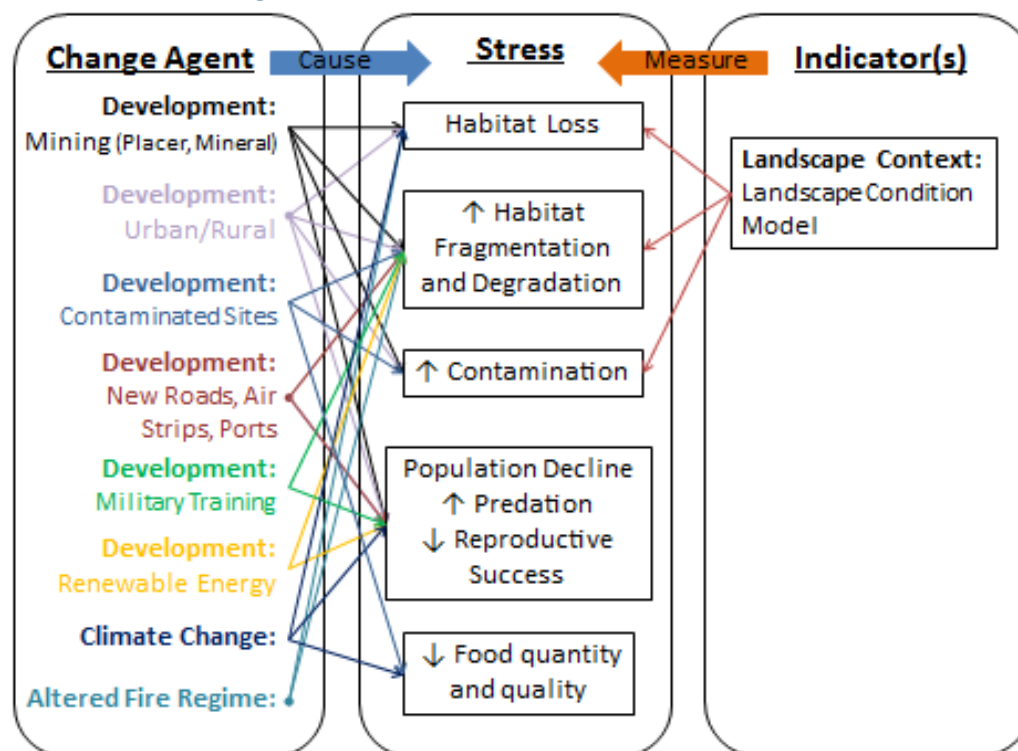 Change Agent
Cause
Stress
Measure
Indicator(s)
Development:
Mining (Placer, Mineral)
Development:
Urban/Rural
Development:
Contaminated Sites
Development:
New Roads, Air
Strips, Ports
Development:
Military Training
Development:
Renewable Energy
Climate Change:
Altered Fire Regime:
Habitat Loss
↑ Habitat
Fragmentation
and Degradation
↑ Contamination
Population Decline
↑ Predation
↓ Reproductive
Success
↓ Food quantity
and quality
Landscape Context:
Landscape Condition
Model